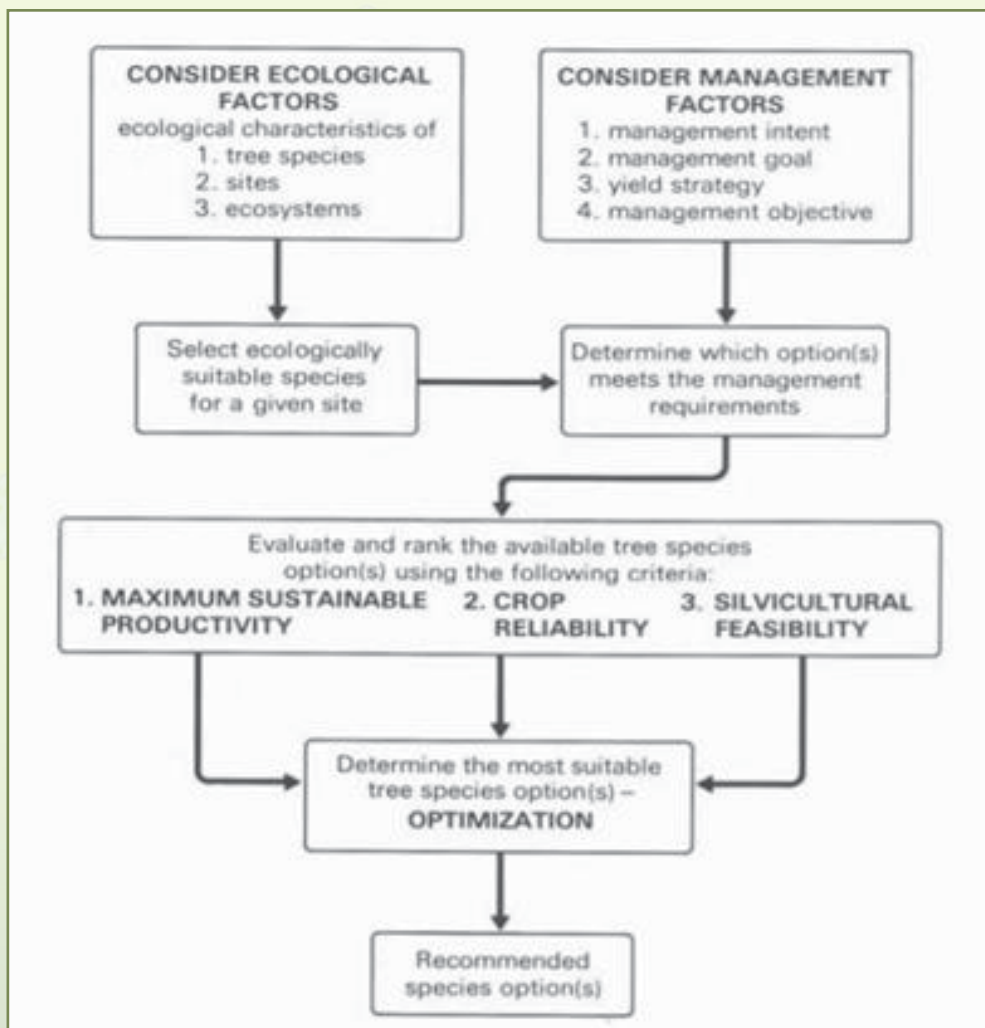 CONSIDER ECOLOGICAL
FACTORS
ecological characteristics of
1. tree species
2. sites
3. ecosystems
CONSIDER MANAGEMENT
FACTORS
1. management intent
2. management goal
3. yield strategy
4. management objective
Select ecologically
suitable species
for a given site
Determine which option(s)
meets the management
requirements
Evaluate and rank the available tree species
option(s) using the following criteria:
1. MAXIMUM SUSTAINABLE
PRODUCTIVITY
2. CROP
RELIABILITY
3. SILVICULTURAL
FEASIBILITY
Determine the most suitable
tree species option(s) –
OPTIMIZATION
Recommended
species option(s)